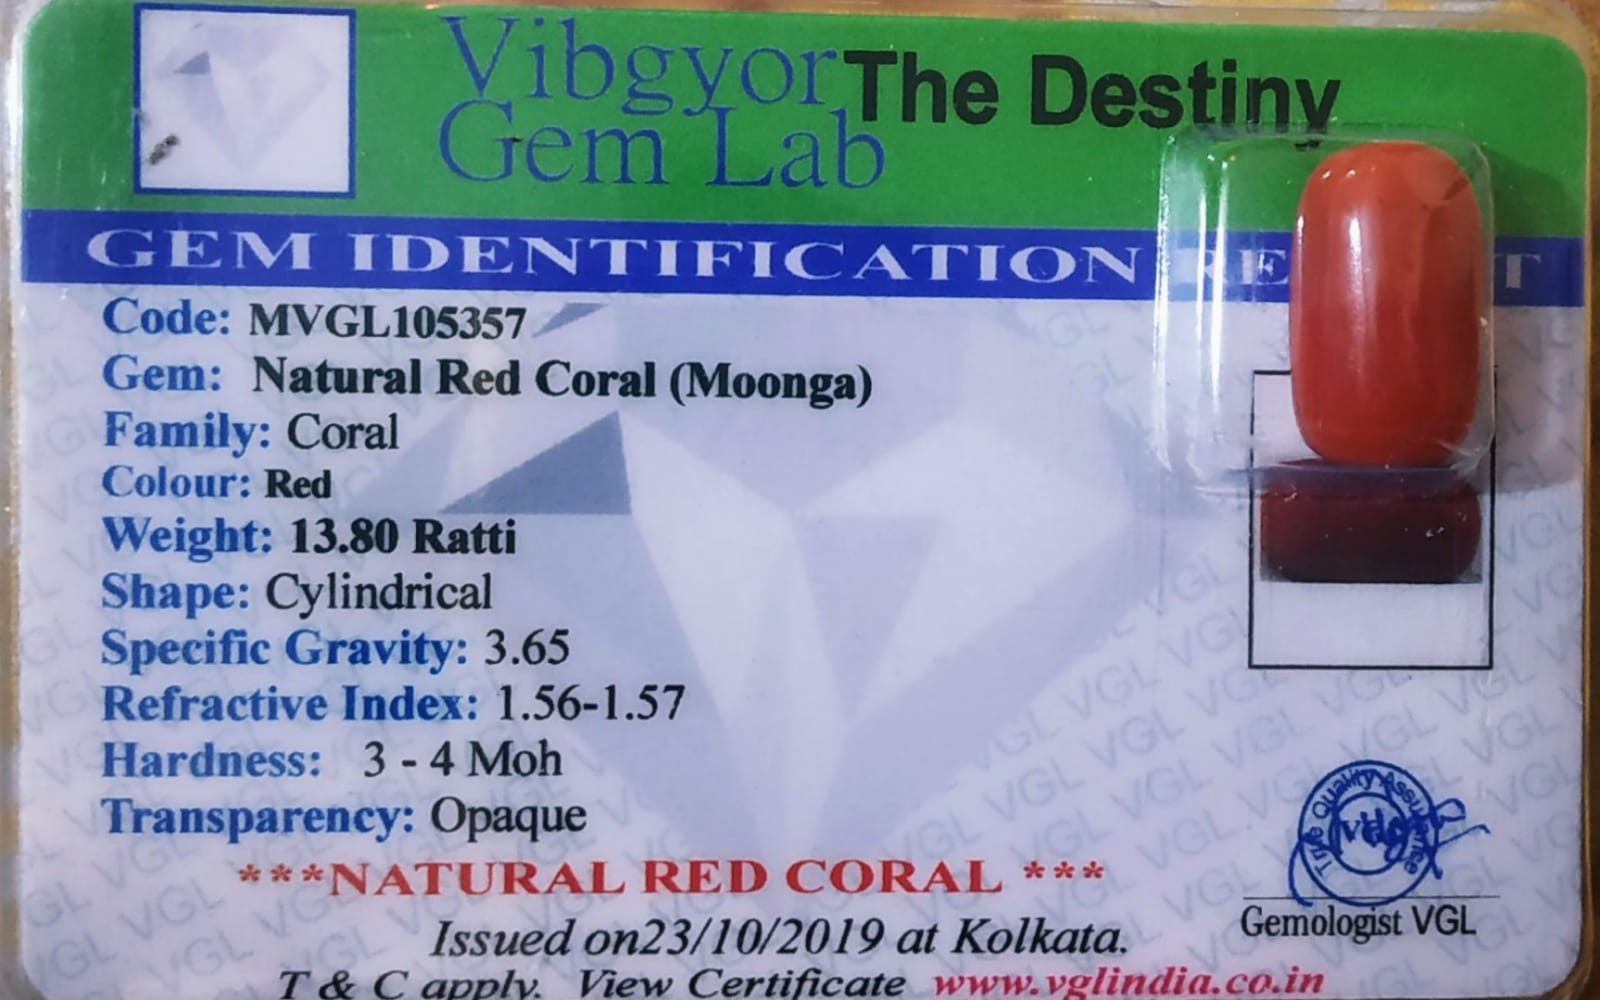 Vibgyor The Destiny
Gem Lab
GEM IDENTIFICATION
Code: MVGL105357
Gem: Natural Red Coral (Moonga)
Family: Coral
Colour: Red
Weight: 13.80 Ratti
Shape: Cylindrical
Specific Gravity: 3.65
Refractive Index: 1.56-1.57
Hardness: 3 - 4 Moh
Transparency: Opaque
***NATURAL RED CORAL ***
Issued on23/10/2019 at Kolkata.
T & C apply. View Certificate www.vglindia.co.in
Gemologist VGL